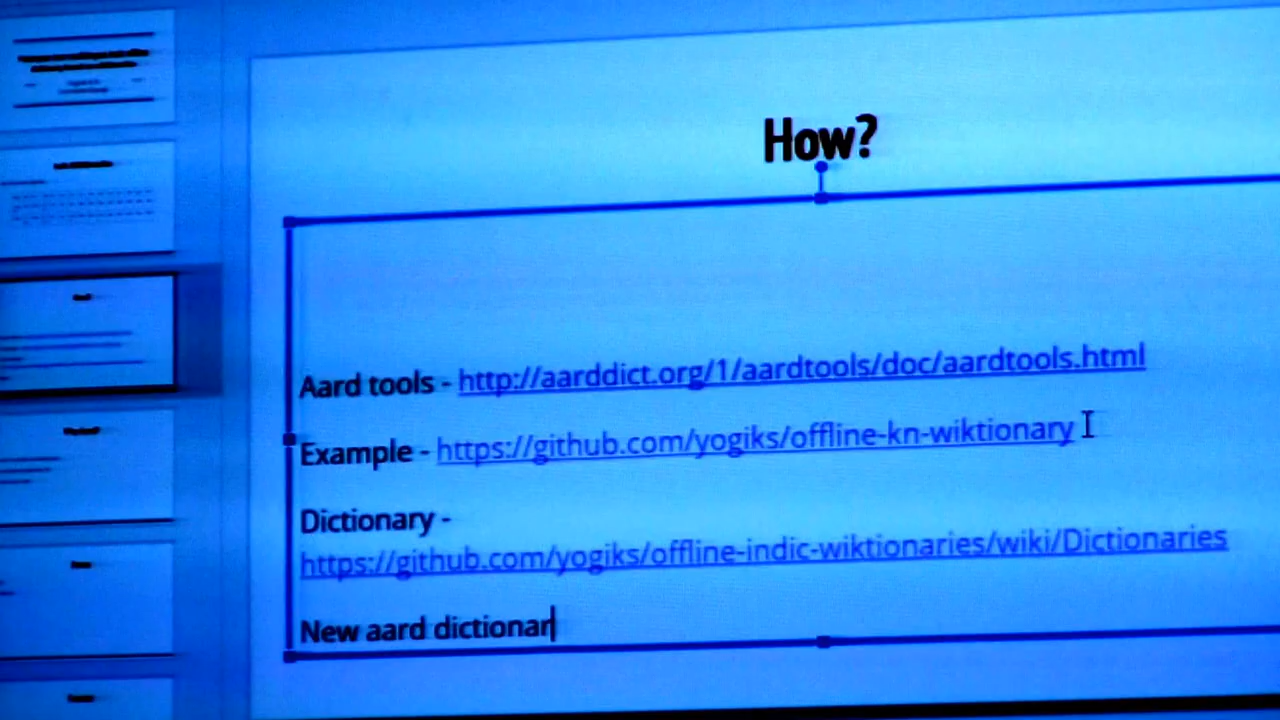 How?
Aard tools - http://aarddict.org/1/aardtools/doc/aardtools.html
Example - https://github.com/yogiks/offline-kn-wiktionary
Dictionary -
https://github.com/yogiks/offline-indic-wiktionaries/wiki/Dictionaries
New aard dictionar